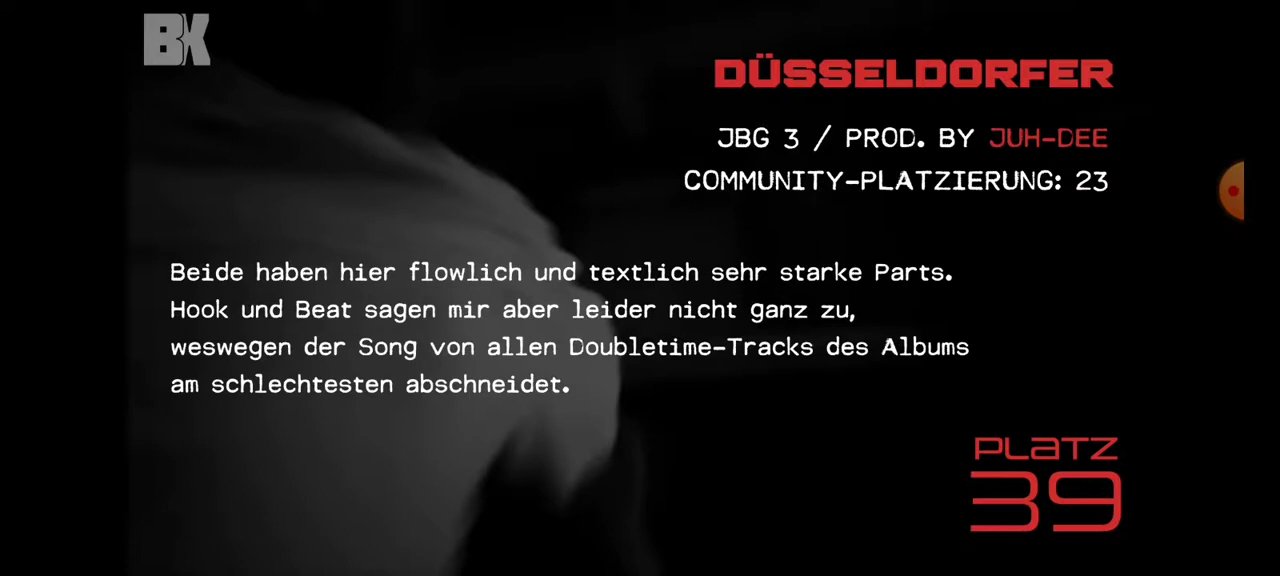 BK
DÜSSELDORFER
JBG 3 / PROD. BY JUH-DEE
COMMUNITY-PLATZIERUNG: 23
Beide haben hier flowlich und textlich sehr starke Parts.
Hook und Beat sagen mir aber leider nicht ganz zu,
weswegen der Song von allen Doubletime-Tracks des Albums
am schlechtesten abschneidet.
PLATZ
39